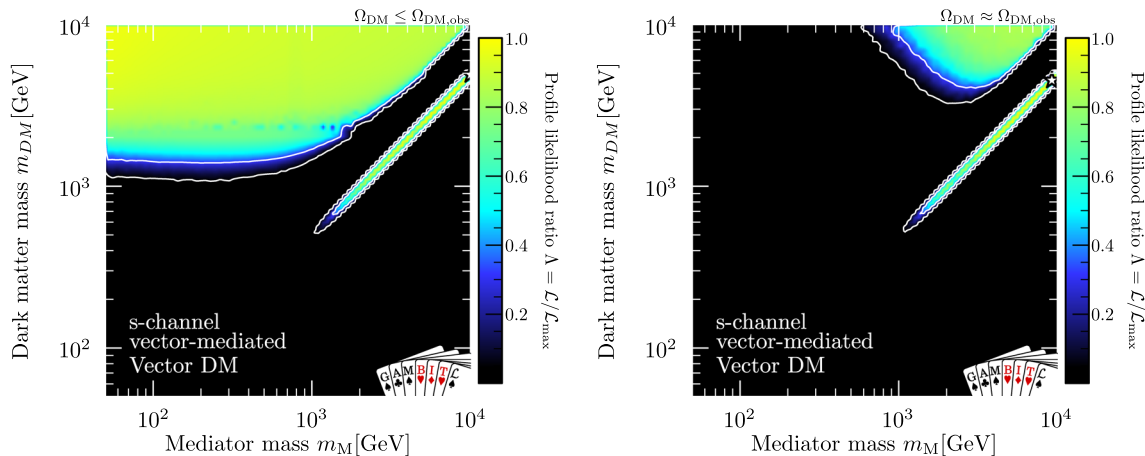 Ω_DM ≤ Ω_DM,obs
10^4
10^3
10^2
Dark matter mass m_DM [GeV]
s-channel
vector-mediated
Vector DM
GAMBIT
10^2 10^3 10^4
Mediator mass m_M [GeV]
1.0
0.8
0.6
0.4
0.2
Profile likelihood ratio Λ = ℒ/ℒ_max
Ω_DM ≈ Ω_DM,obs
10^4
10^3
10^2
Dark matter mass m_DM [GeV]
s-channel
vector-mediated
Vector DM
GAMBIT
10^2 10^3 10^4
Mediator mass m_M [GeV]
1.0
0.8
0.6
0.4
0.2
Profile likelihood ratio Λ = ℒ/ℒ_max